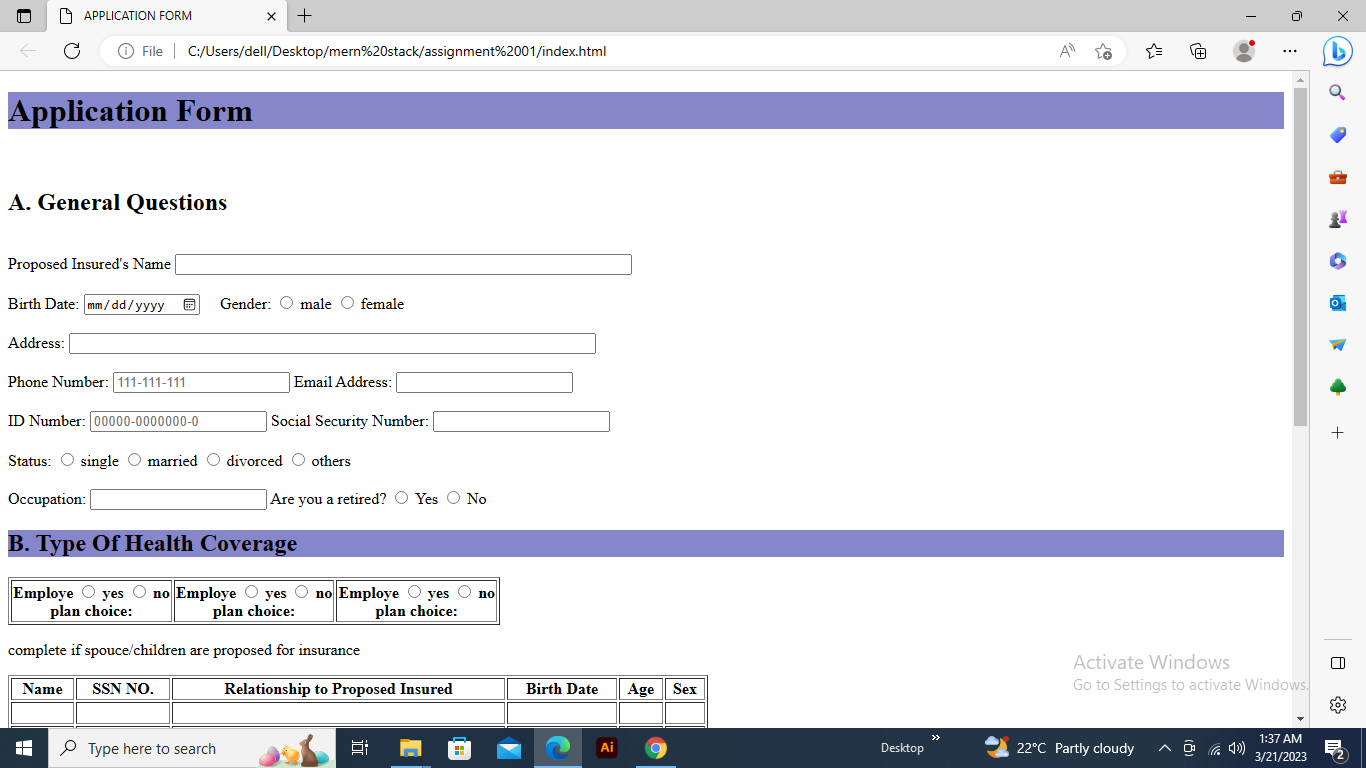 APPLICATION FORM
File C:/Users/dell/Desktop/mern%20stack/assignment%2001/index.html
Application Form
A. General Questions
Proposed Insured's Name
Birth Date: mm/dd/yyyy Gender: male female
Address:
Phone Number: 111-111-111 Email Address:
ID Number: 00000-0000000-0 Social Security Number:
Status: single married divorced others
Occupation: Are you a retired? Yes No
B. Type Of Health Coverage
Employe yes no Employe yes no Employe yes no
plan choice: plan choice: plan choice:
complete if spouce/children are proposed for insurance
Activate Windows
Go to Settings to activate Windows.
Name SSN NO. Relationship to Proposed Insured Birth Date Age Sex
Type here to search Ai Desktop 22°C Partly cloudy 1:37 AM
3/21/2023 2